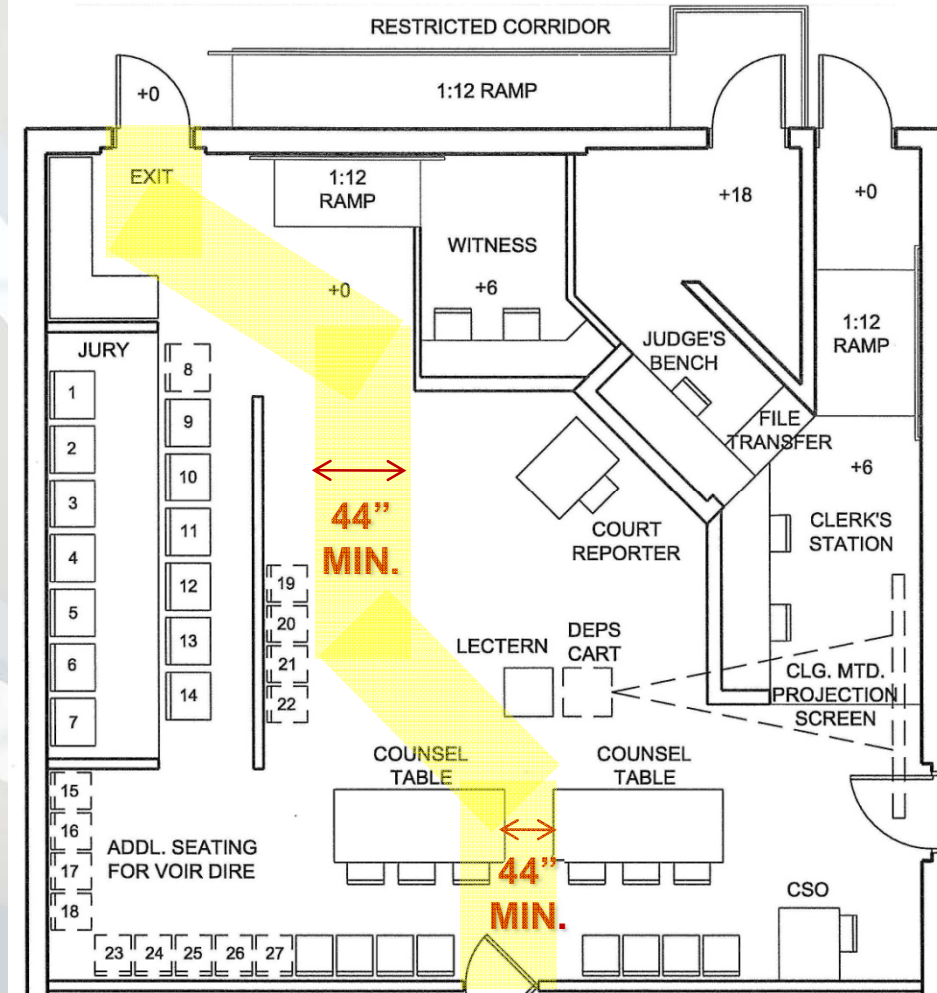 RESTRICTED CORRIDOR
+0
1:12 RAMP
EXIT
1:12
RAMP
+18
+0
WITNESS
+6
+0
1:12
RAMP
JUDGE'S
BENCH
JURY
8
1
9
FILE
TRANSFER
2
10
+6
3
11
44”
MIN.
COURT
REPORTER
CLERK'S
STATION
4
12
19
5
13
20
6
14
21
22
7
LECTERN
DEPS
CART
CLG. MTD.
PROJECTION
SCREEN
COUNSEL
TABLE
COUNSEL
TABLE
15
16
17
18
ADDL. SEATING
FOR VOIR DIRE
44”
MIN.
CSO
23
24
25
26
27